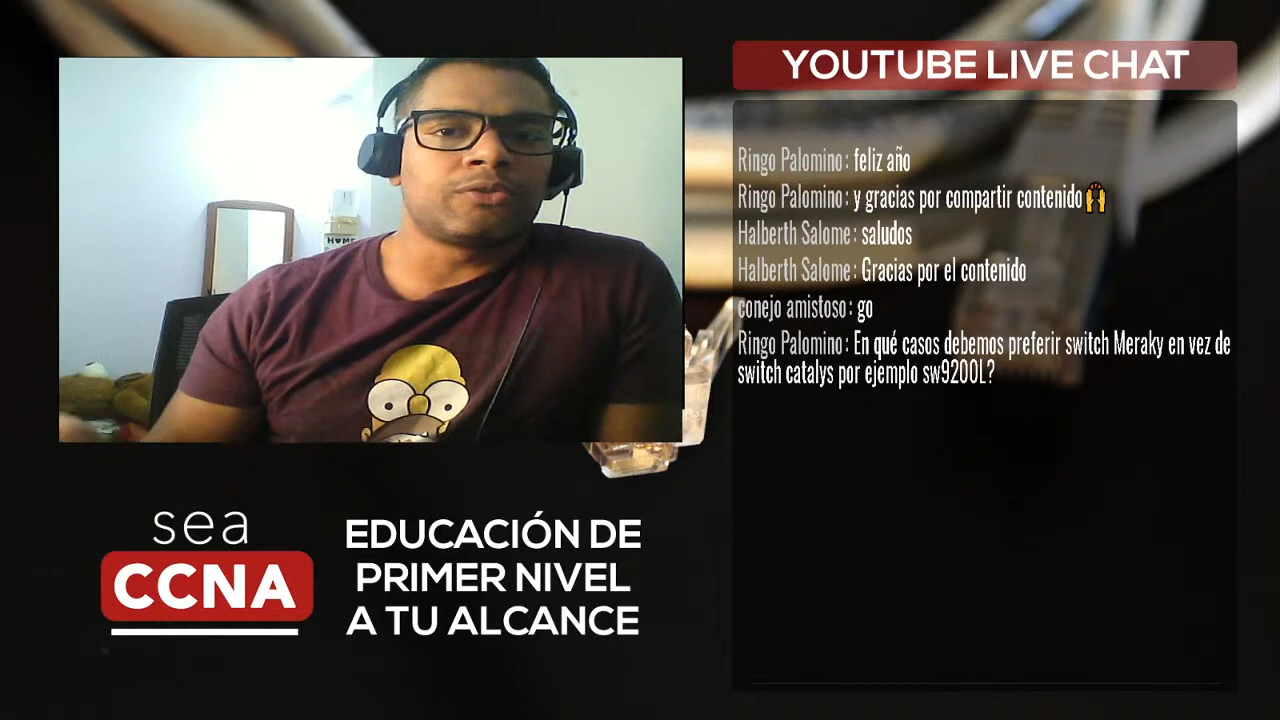 YOUTUBE LIVE CHAT
Ringo Palomino: feliz año
Ringo Palomino: y gracias por compartir contenido🙌
Halberth Salome: saludos
Halberth Salome: Gracias por el contenido
conejo amistoso: go
Ringo Palomino: En qué casos debemos preferir switch Meraky en vez de
switch catalys por ejemplo sw9200L?
HOME
sea
CCNA
EDUCACIÓN DE
PRIMER NIVEL
A TU ALCANCE